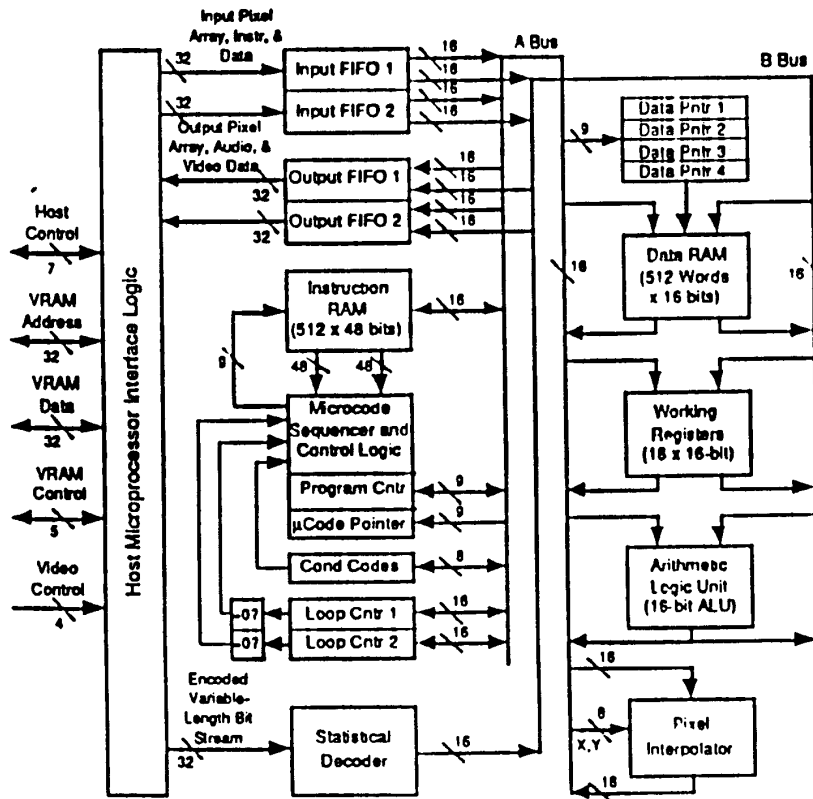 Input Pixel
Array, Instr, &
Data
32
Input FIFO 1
16
16
A Bus
B Bus
32
Input FIFO 2
16
16
Output Pixel
Array, Audio, &
Video Data
32
Output FIFO 1
16
16
32
Output FIFO 2
16
16
9
Data Pntr 1
Data Pntr 2
Data Pntr 3
Data Pntr 4
Host
Control
7
VRAM
Address
32
VRAM
Data
32
VRAM
Control
5
Video
Control
4
Host Microprocessor Interface Logic
Instruction
RAM
(512 x 48 bits)
16
9
48
48
Microcode
Sequencer and
Control Logic
Program Cntr
9
µCode Pointer
9
Cond Codes
8
-07
Loop Cntr 1
16
-07
Loop Cntr 2
16
Encoded
Variable-
Length Bit
Stream
32
Statistical
Decoder
16
16
Data RAM
(512 Words
x 16 bits)
16
Working
Registers
(16 x 16-bit)
Arithmetic
Logic Unit
(16-bit ALU)
16
8
X,Y
Pixel
Interpolator
16